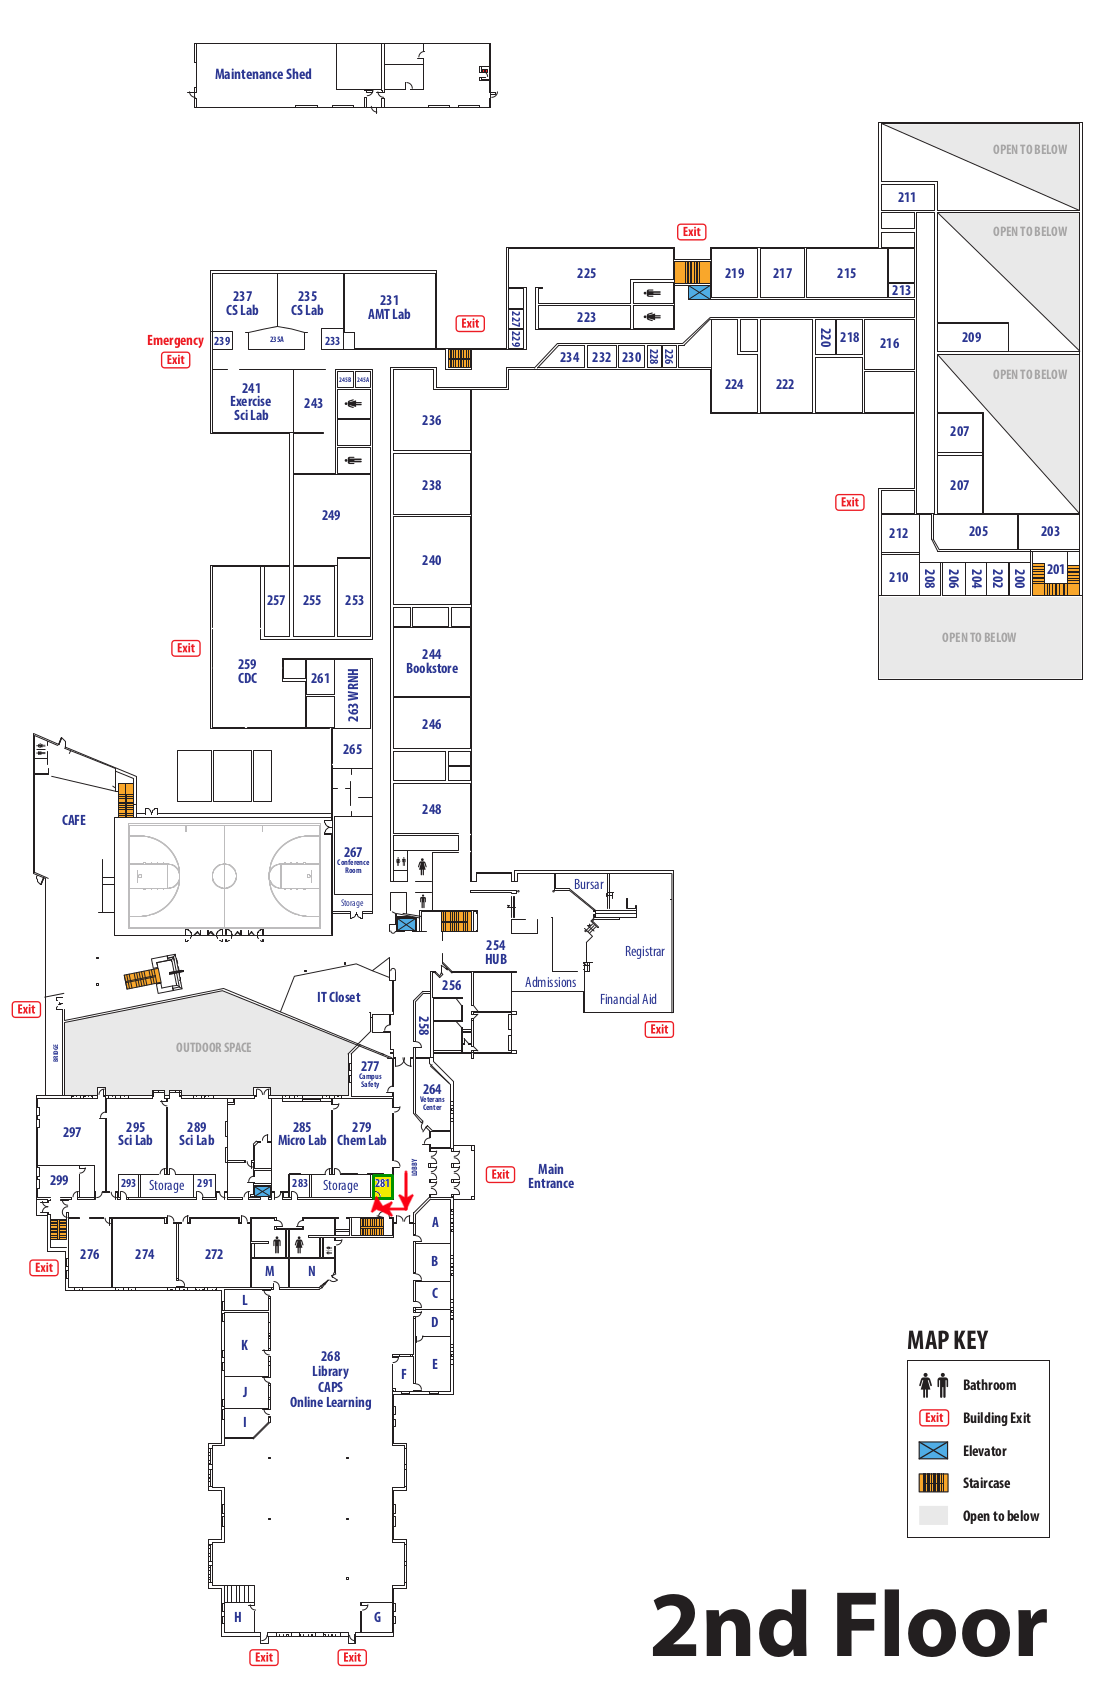 Maintenance Shed
OPEN TO BELOW
211
OPEN TO BELOW
Exit
225
219
217
215
213
237
CS Lab
235
CS Lab
231
AMT Lab
Exit
227
229
223
Emergency
Exit
239
235A
233
234
232
230
228
226
220
218
216
209
224
222
OPEN TO BELOW
241
Exercise
Sci Lab
243
245B
245A
236
207
238
207
Exit
249
212
205
203
240
210
208
206
204
202
200
201
257
255
253
OPEN TO BELOW
Exit
259
CDC
261
263 WRNH
244
Bookstore
246
265
CAFE
248
267
Conference
Room
Storage
Bursar
254
HUB
Registrar
Admissions
Financial Aid
Exit
256
IT Closet
Exit
258
OUTDOOR SPACE
BRIDGE
277
Campus
Safety
264
Veterans
Center
297
295
Sci Lab
289
Sci Lab
285
Micro Lab
279
Chem Lab
LOBBY
Exit
Main
Entrance
299
293
Storage
291
283
Storage
281
276
274
272
Exit
M
N
A
B
C
D
E
F
L
K
J
I
268
Library
CAPS
Online Learning
H
G
Exit
Exit
MAP KEY
Bathroom
Exit
Building Exit
Elevator
Staircase
Open to below
2nd Floor